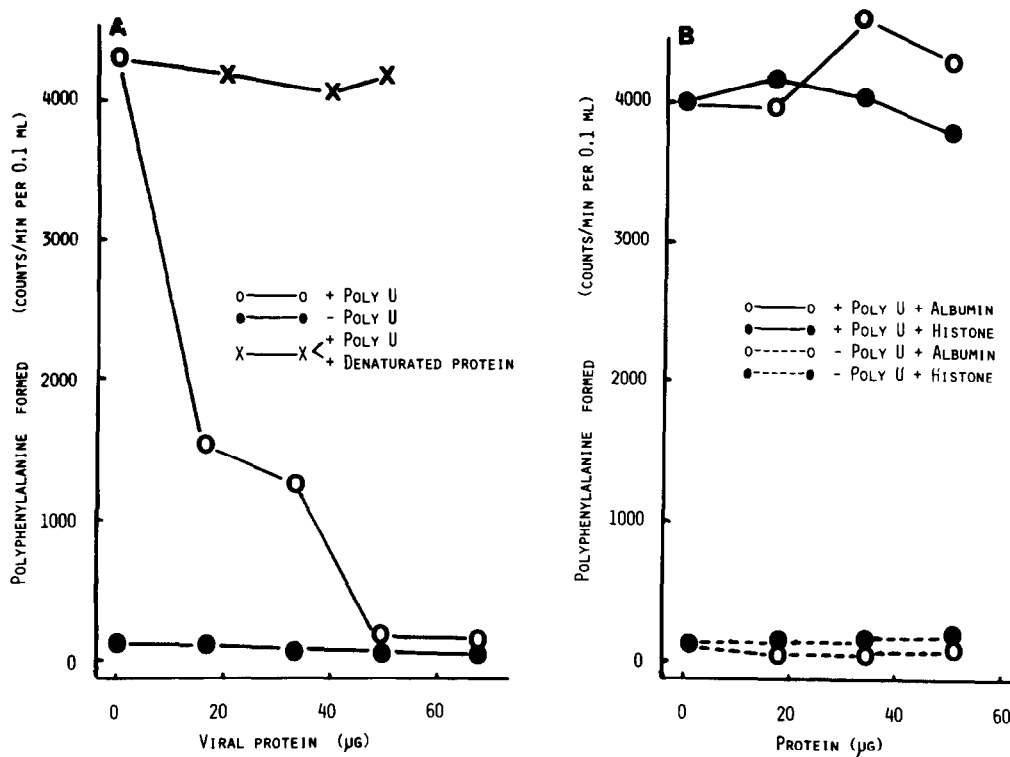 A
4000
3000
2000
1000
0
0 20 40 60
VIRAL PROTEIN (µG)
POLYPHENYLALANINE FORMED (COUNTS/MIN PER 0.1 ML)
+ POLY U
- POLY U
+ POLY U
+ DENATURATED PROTEIN
B
4000
3000
2000
1000
0
0 20 40 60
PROTEIN (µG)
POLYPHENYLALANINE FORMED (COUNTS/MIN PER 0.1 ML)
+ POLY U + ALBUMIN
+ POLY U + HISTONE
- POLY U + ALBUMIN
- POLY U + HISTONE